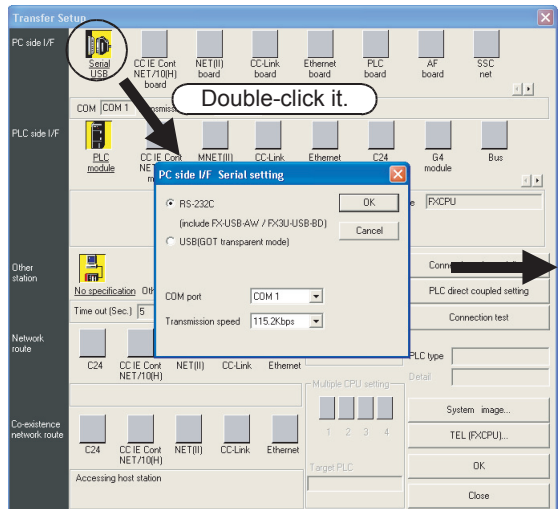 Transfer Setup
PC side I/F
Serial
USB
CC IE Cont
NET/10(H)
board
NET(II)
board
CC-Link
board
Ethernet
board
PLC
board
AF
board
SSC
net
COM
COM 1
Double-click it.
PLC side I/F
PLC
module
CC IE Cont
MNET(II)
CC-Link
Ethernet
C24
G4
module
Bus
FXCPU
PC side I/F Serial setting
RS-232C
(include FX-USB-AW / FX3U-USB-BD)
USB(GOT transparent mode)
OK
Cancel
COM port
COM 1
Transmission speed
115.2Kbps
Other
station
No specification
Time out (Sec.)
5
PLC direct coupled setting
Connection test
Network
route
C24
CC IE Cont
NET/10(H)
NET(II)
CC-Link
Ethernet
PLC type
Detail
Multiple CPU setting
1 2 3 4
Target PLC
System image...
TEL (FXCPU)...
OK
Close
Co-existence
network route
C24
CC IE Cont
NET/10(H)
NET(II)
CC-Link
Ethernet
Accessing host station